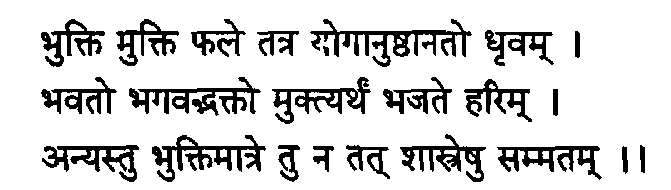 भुक्ति मुक्ति फले तत्र योगानुष्ठानतो धृवम् ।
भवतो भगवद्भक्तो मुक्त्यर्थं भजते हरिम् ।
अन्यस्तु भुक्तिमात्रे तु न तत् शास्त्रेषु सम्मतम् ।।